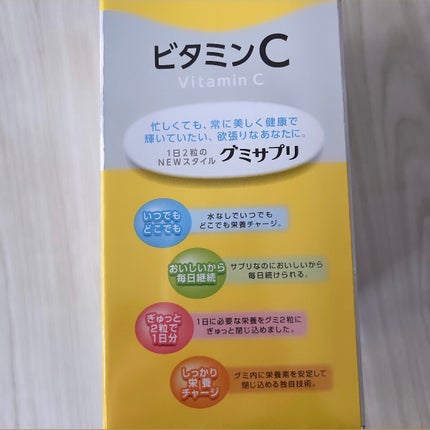 ビタミンC
Vitamin C
忙しくても、常に美しく健康で
輝いていたい、欲張りなあなたに。
1日2粒の
NEWスタイル グミサプリ
いつでも
どこでも
水なしでいつでも
どこでも栄養チャージ。
おいしいから
毎日継続
サプリなのにおいしいから
毎日続けられる。
ぎゅっと
2粒で
1日分
1日に必要な栄養をグミ2粒に
ぎゅっと閉じ込めました。
しっかり
栄養
チャージ
グミ内に栄養素を安定して
閉じ込める独自技術。